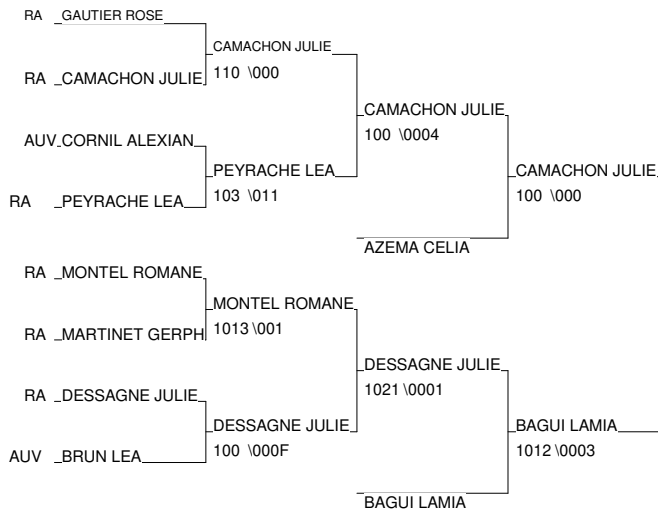 RA GAUTIER ROSE
CAMACHON JULIE
RA CAMACHON JULIE
110 \000
CAMACHON JULIE
100 \0004
AUV CORNIL ALEXIAN
PEYRACHE LEA
CAMACHON JULIE
103 \011
100 \000
RA PEYRACHE LEA
AZEMA CELIA
RA MONTEL ROMANE
MONTEL ROMANE
1013 \001
RA MARTINET GERPH
DESSAGNE JULIE
1021 \0001
RA DESSAGNE JULIE
DESSAGNE JULIE
BAGUI LAMIA
100 \000F
1012 \0003
AUV BRUN LEA
BAGUI LAMIA